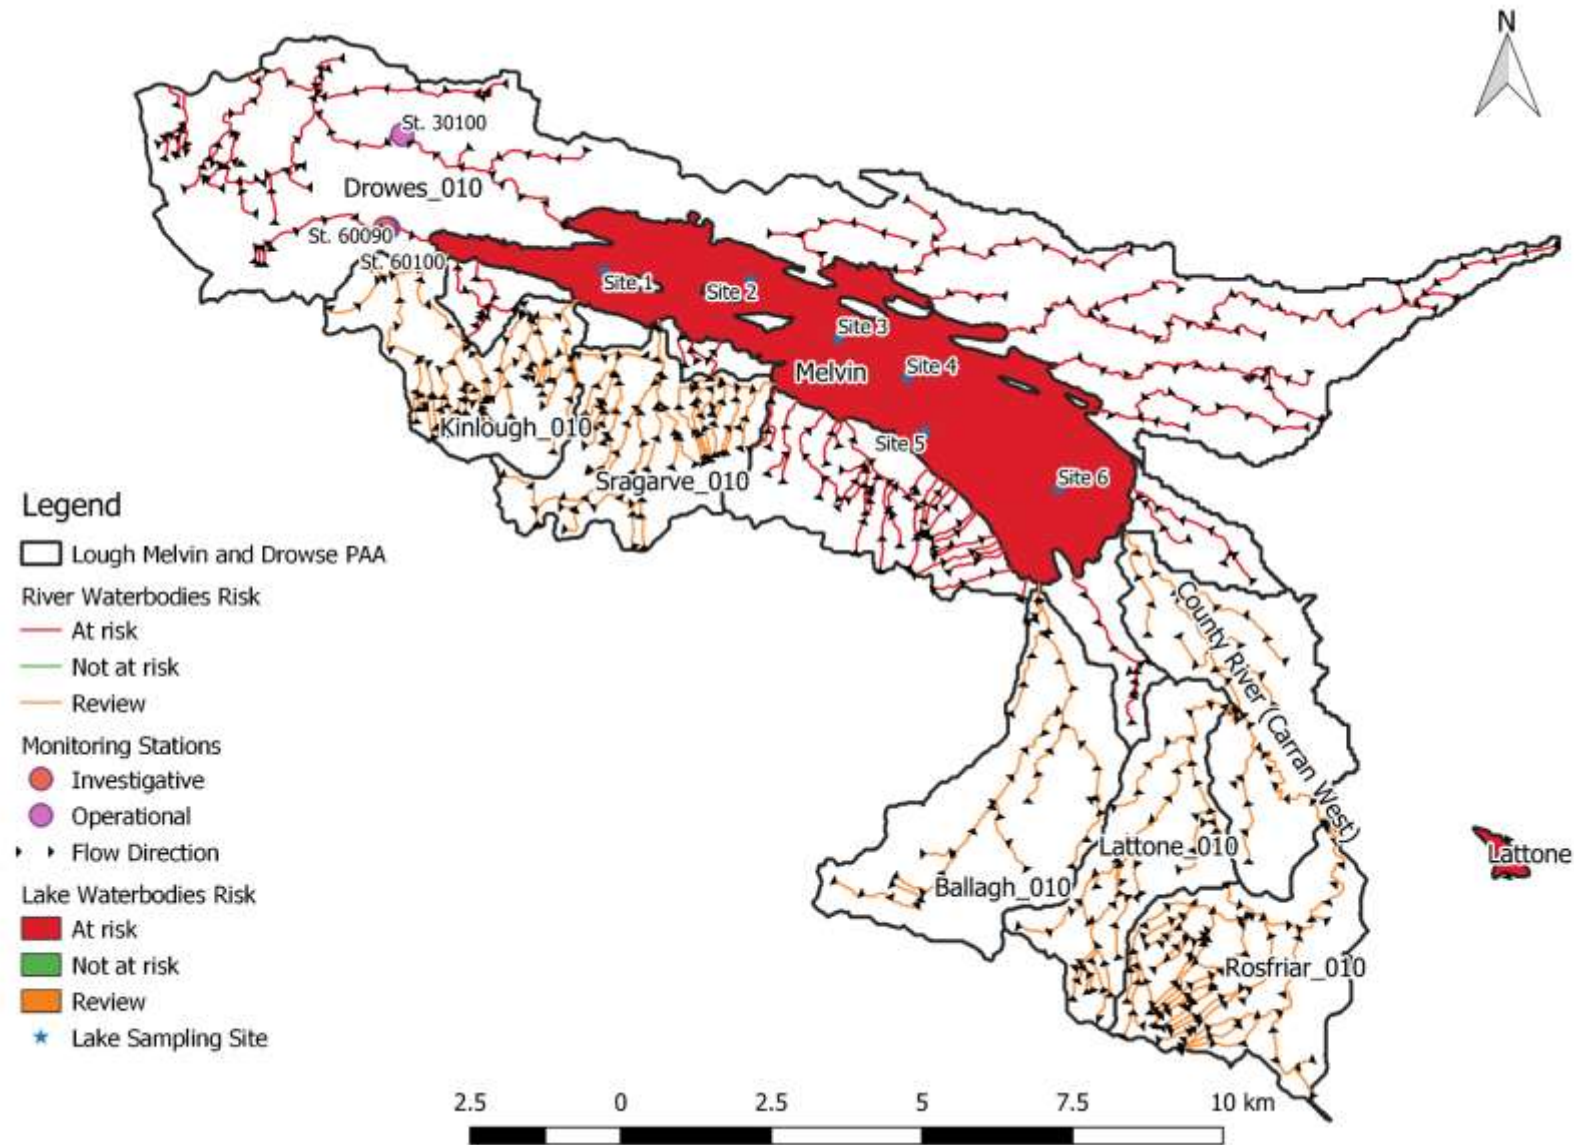 N
St. 30100
Drowes_010
St. 60090
St. 60100
Site 1
Site 2
Site 3
Melvin
Site 4
Site 5
Site 6
Kinlough_010
Sragarve_010
County River (Carran West)
Lattone_010
Ballagh_010
Lattone
Rosfriar_010
Legend
Lough Melvin and Drowse PAA
River Waterbodies Risk
At risk
Not at risk
Review
Monitoring Stations
Investigative
Operational
Flow Direction
Lake Waterbodies Risk
At risk
Not at risk
Review
Lake Sampling Site
2.5 0 2.5 5 7.5 10 km